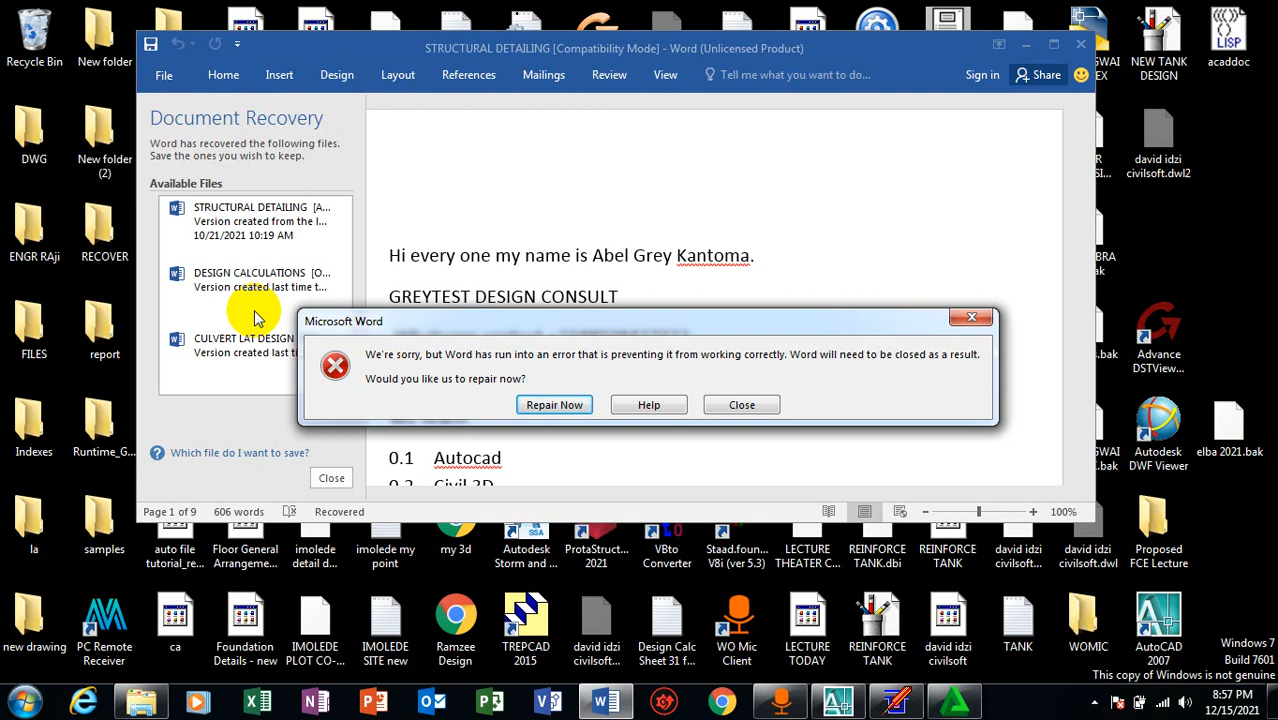 STRUCTURAL DETAILING [Compatibility Mode] - Word (Unlicensed Product)
File Home Insert Design Layout References Mailings Review View Tell me what you want to do... Sign in Share
Document Recovery
Word has recovered the following files.
Save the ones you wish to keep.
Available Files
STRUCTURAL DETAILING [A...
Version created from the l...
10/21/2021 10:19 AM
DESIGN CALCULATIONS [O...
Version created last time t...
CULVERT LAT DESIGN
Version created last ti
Which file do I want to save?
Close
Hi every one my name is Abel Grey Kantoma.
GREYTEST DESIGN CONSULT
0.1 Autocad
0.2 Civil 3D
Microsoft Word
We're sorry, but Word has run into an error that is preventing it from working correctly. Word will need to be closed as a result.
Would you like us to repair now?
Repair Now Help Close
Page 1 of 9 606 words Recovered 100%
Recycle Bin
New folder
DWG
New folder
(2)
ENGR RAji
RECOVER
FILES
report
Indexes
Runtime_G...
la
samples
new drawing
PC Remote
Receiver
NEW TANK
DESIGN
LISP
acaddoc
david idzi
civilsoft.dwl2
Advance
DSTView...
Autodesk
DWF Viewer
elba 2021.bak
auto file
tutorial_re...
Floor General
Arrangeme...
imolede
detail d...
imolede my
point
my 3d
SSA
Autodesk
Storm and ...
ProtaStruct...
2021
VBto
Converter
Staad.foun...
V8i (ver 5.3)
LECTURE
THEATER C...
REINFORCE
TANK.dbi
REINFORCE
TANK
david idzi
civilsoft...
david idzi
civilsoft.dwl
Proposed
FCE Lecture
ca
Foundation
Details - new
IMOLEDE
PLOT CO-...
IMOLEDE
SITE new
Ramzee
Design
TREPCAD
2015
david idzi
civilsoft...
Design Calc
Sheet 31 f...
WO Mic
Client
LECTURE
TODAY
REINFORCE
TANK
david idzi
civilsoft
TANK
WOMIC
AutoCAD
2007
Windows 7
Build 7601
This copy of Windows is not genuine
8:57 PM
12/15/2021